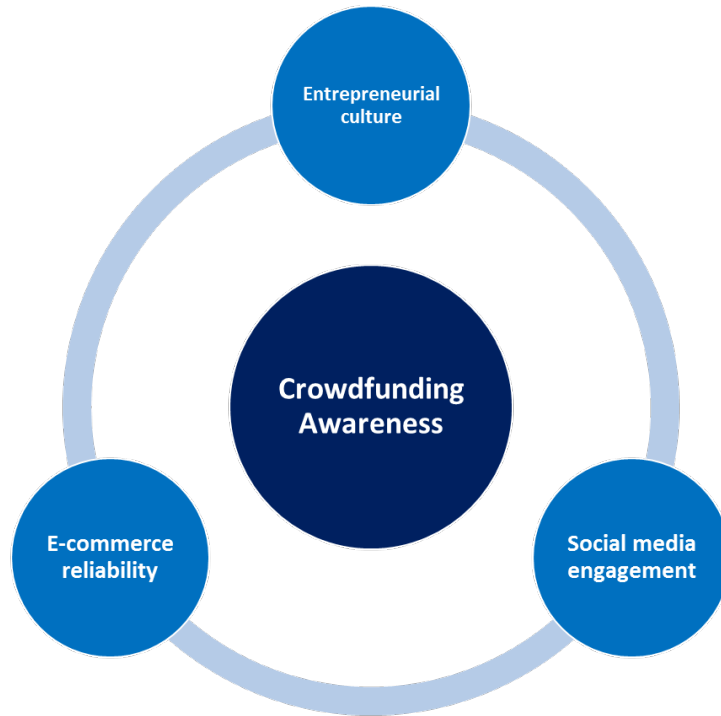 Entrepreneurial
culture
Crowdfunding
Awareness
E-commerce
reliability
Social media
engagement